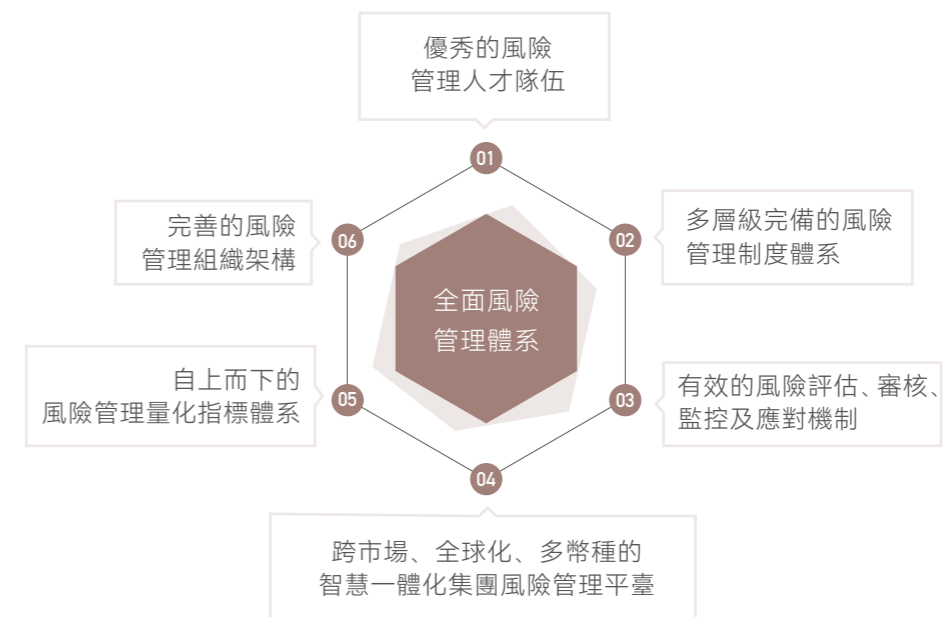 優秀的風險
管理人才隊伍
01
02
多層級完備的風險
管理制度體系
03
有效的風險評估、審核、
監控及應對機制
04
跨市場、全球化、多幣種的
智慧一體化集團風險管理平臺
05
自上而下的
風險管理量化指標體系
06
完善的風險
管理組織架構
全面風險
管理體系